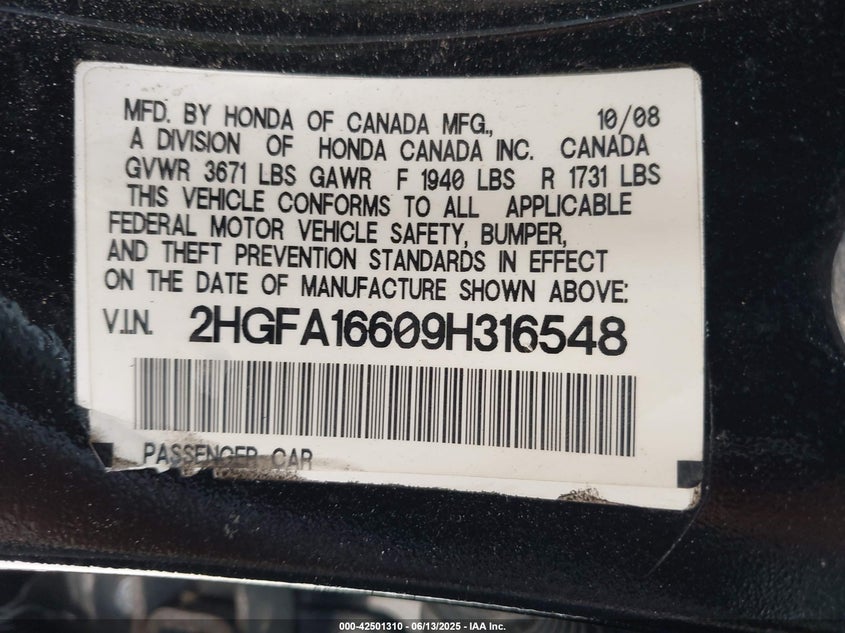 MFD. BY HONDA OF CANADA MFG., 10/08
A DIVISION OF HONDA CANADA INC. CANADA
GVWR 3671 LBS GAWR F 1940 LBS R 1731 LBS
THIS VEHICLE CONFORMS TO ALL APPLICABLE
FEDERAL MOTOR VEHICLE SAFETY, BUMPER,
AND THEFT PREVENTION STANDARDS IN EFFECT
ON THE DATE OF MANUFACTURE SHOWN ABOVE:
V.I.N. 2HGFA16609H316548
PASSENGER CAR
000-42501310 - 06/13/2025 - IAA Inc.